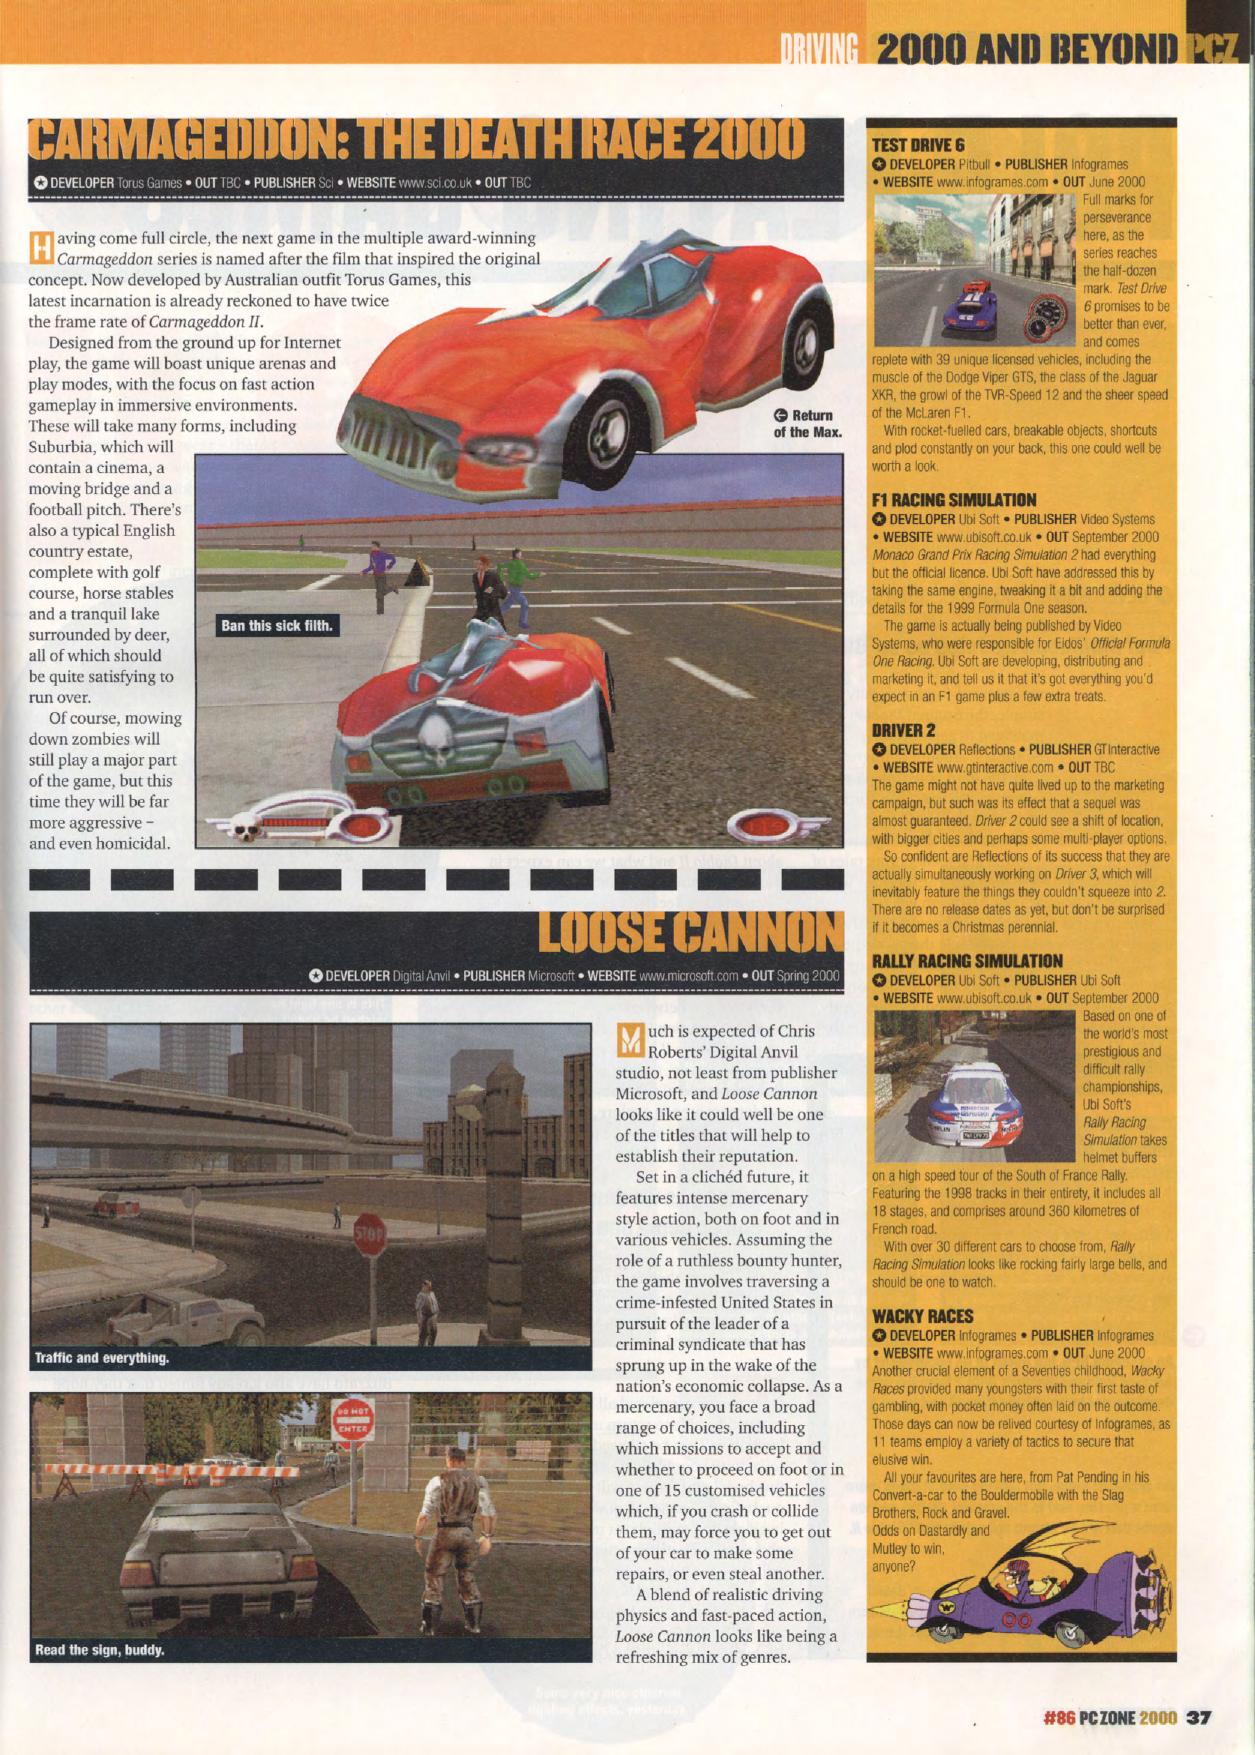 DRIVING 2000 AND BEYOND PCZ
CARMAGEDDON: THE DEATH RACE 2000
DEVELOPER Torus Games • OUT TBC • PUBLISHER Sci • WEBSITE www.sci.co.uk • OUT TBC
Having come full circle, the next game in the multiple award-winning
Carmageddon series is named after the film that inspired the original
concept. Now developed by Australian outfit Torus Games, this
latest incarnation is already reckoned to have twice
the frame rate of Carmageddon II.
Designed from the ground up for Internet
play, the game will boast unique arenas and
play modes, with the focus on fast action
gameplay in immersive environments.
These will take many forms, including
Suburbia, which will
contain a cinema, a
moving bridge and a
football pitch. There's
also a typical English
country estate,
complete with golf
course, horse stables
and a tranquil lake
surrounded by deer,
all of which should
be quite satisfying to
run over.
Of course, mowing
down zombies will
still play a major part
of the game, but this
time they will be far
more aggressive –
and even homicidal.
Return
of the Max.
Ban this sick filth.
LOOSE CANNON
DEVELOPER Digital Anvil • PUBLISHER Microsoft • WEBSITE www.microsoft.com • OUT Spring 2000
STOP
Traffic and everything.
DO NOT
ENTER
Read the sign, buddy.
Much is expected of Chris
Roberts' Digital Anvil
studio, not least from publisher
Microsoft, and Loose Cannon
looks like it could well be one
of the titles that will help to
establish their reputation.
Set in a clichéd future, it
features intense mercenary
style action, both on foot and in
various vehicles. Assuming the
role of a ruthless bounty hunter,
the game involves traversing a
crime-infested United States in
pursuit of the leader of a
criminal syndicate that has
sprung up in the wake of the
nation's economic collapse. As a
mercenary, you face a broad
range of choices, including
which missions to accept and
whether to proceed on foot or in
one of 15 customised vehicles
which, if you crash or collide
them, may force you to get out
of your car to make some
repairs, or even steal another.
A blend of realistic driving
physics and fast-paced action,
Loose Cannon looks like being a
refreshing mix of genres.
TEST DRIVE 6
DEVELOPER Pitbull • PUBLISHER Infogrames
• WEBSITE www.infogrames.com • OUT June 2000
Full marks for
perseverance
here, as the
series reaches
the half-dozen
mark. Test Drive
6 promises to be
better than ever,
and comes
replete with 39 unique licensed vehicles, including the
muscle of the Dodge Viper GTS, the class of the Jaguar
XKR, the growl of the TVR-Speed 12 and the sheer speed
of the McLaren F1.
With rocket-fuelled cars, breakable objects, shortcuts
and plod constantly on your back, this one could well be
worth a look.
F1 RACING SIMULATION
DEVELOPER Ubi Soft • PUBLISHER Video Systems
• WEBSITE www.ubisoft.co.uk • OUT September 2000
Monaco Grand Prix Racing Simulation 2 had everything
but the official licence. Ubi Soft have addressed this by
taking the same engine, tweaking it a bit and adding the
details for the 1999 Formula One season.
The game is actually being published by Video
Systems, who were responsible for Eidos' Official Formula
One Racing. Ubi Soft are developing, distributing and
marketing it, and tell us it that it's got everything you'd
expect in an F1 game plus a few extra treats.
DRIVER 2
DEVELOPER Reflections • PUBLISHER GT Interactive
• WEBSITE www.gtinteractive.com • OUT TBC
The game might not have quite lived up to the marketing
campaign, but such was its effect that a sequel was
almost guaranteed. Driver 2 could see a shift of location,
with bigger cities and perhaps some multi-player options.
So confident are Reflections of its success that they are
actually simultaneously working on Driver 3, which will
inevitably feature the things they couldn't squeeze into 2.
There are no release dates as yet, but don't be surprised
if it becomes a Christmas perennial.
RALLY RACING SIMULATION
DEVELOPER Ubi Soft • PUBLISHER Ubi Soft
• WEBSITE www.ubisoft.co.uk • OUT September 2000
Based on one of
the world's most
prestigious and
difficult rally
championships,
Ubi Soft's
Rally Racing
Simulation takes
helmet buffers
on a high speed tour of the South of France Rally.
Featuring the 1998 tracks in their entirety, it includes all
18 stages, and comprises around 360 kilometres of
French road.
With over 30 different cars to choose from, Rally
Racing Simulation looks like rocking fairly large bells, and
should be one to watch.
WACKY RACES
DEVELOPER Infogrames • PUBLISHER Infogrames
• WEBSITE www.infogrames.com • OUT June 2000
Another crucial element of a Seventies childhood, Wacky
Races provided many youngsters with their first taste of
gambling, with pocket money often laid on the outcome.
Those days can now be relived courtesy of Infogrames, as
11 teams employ a variety of tactics to secure that
elusive win.
All your favourites are here, from Pat Pending in his
Convert-a-car to the Bouldermobile with the Slag
Brothers, Rock and Gravel.
Odds on Dastardly and
Mutley to win,
anyone?
W
00
#86 PC ZONE 2000 37